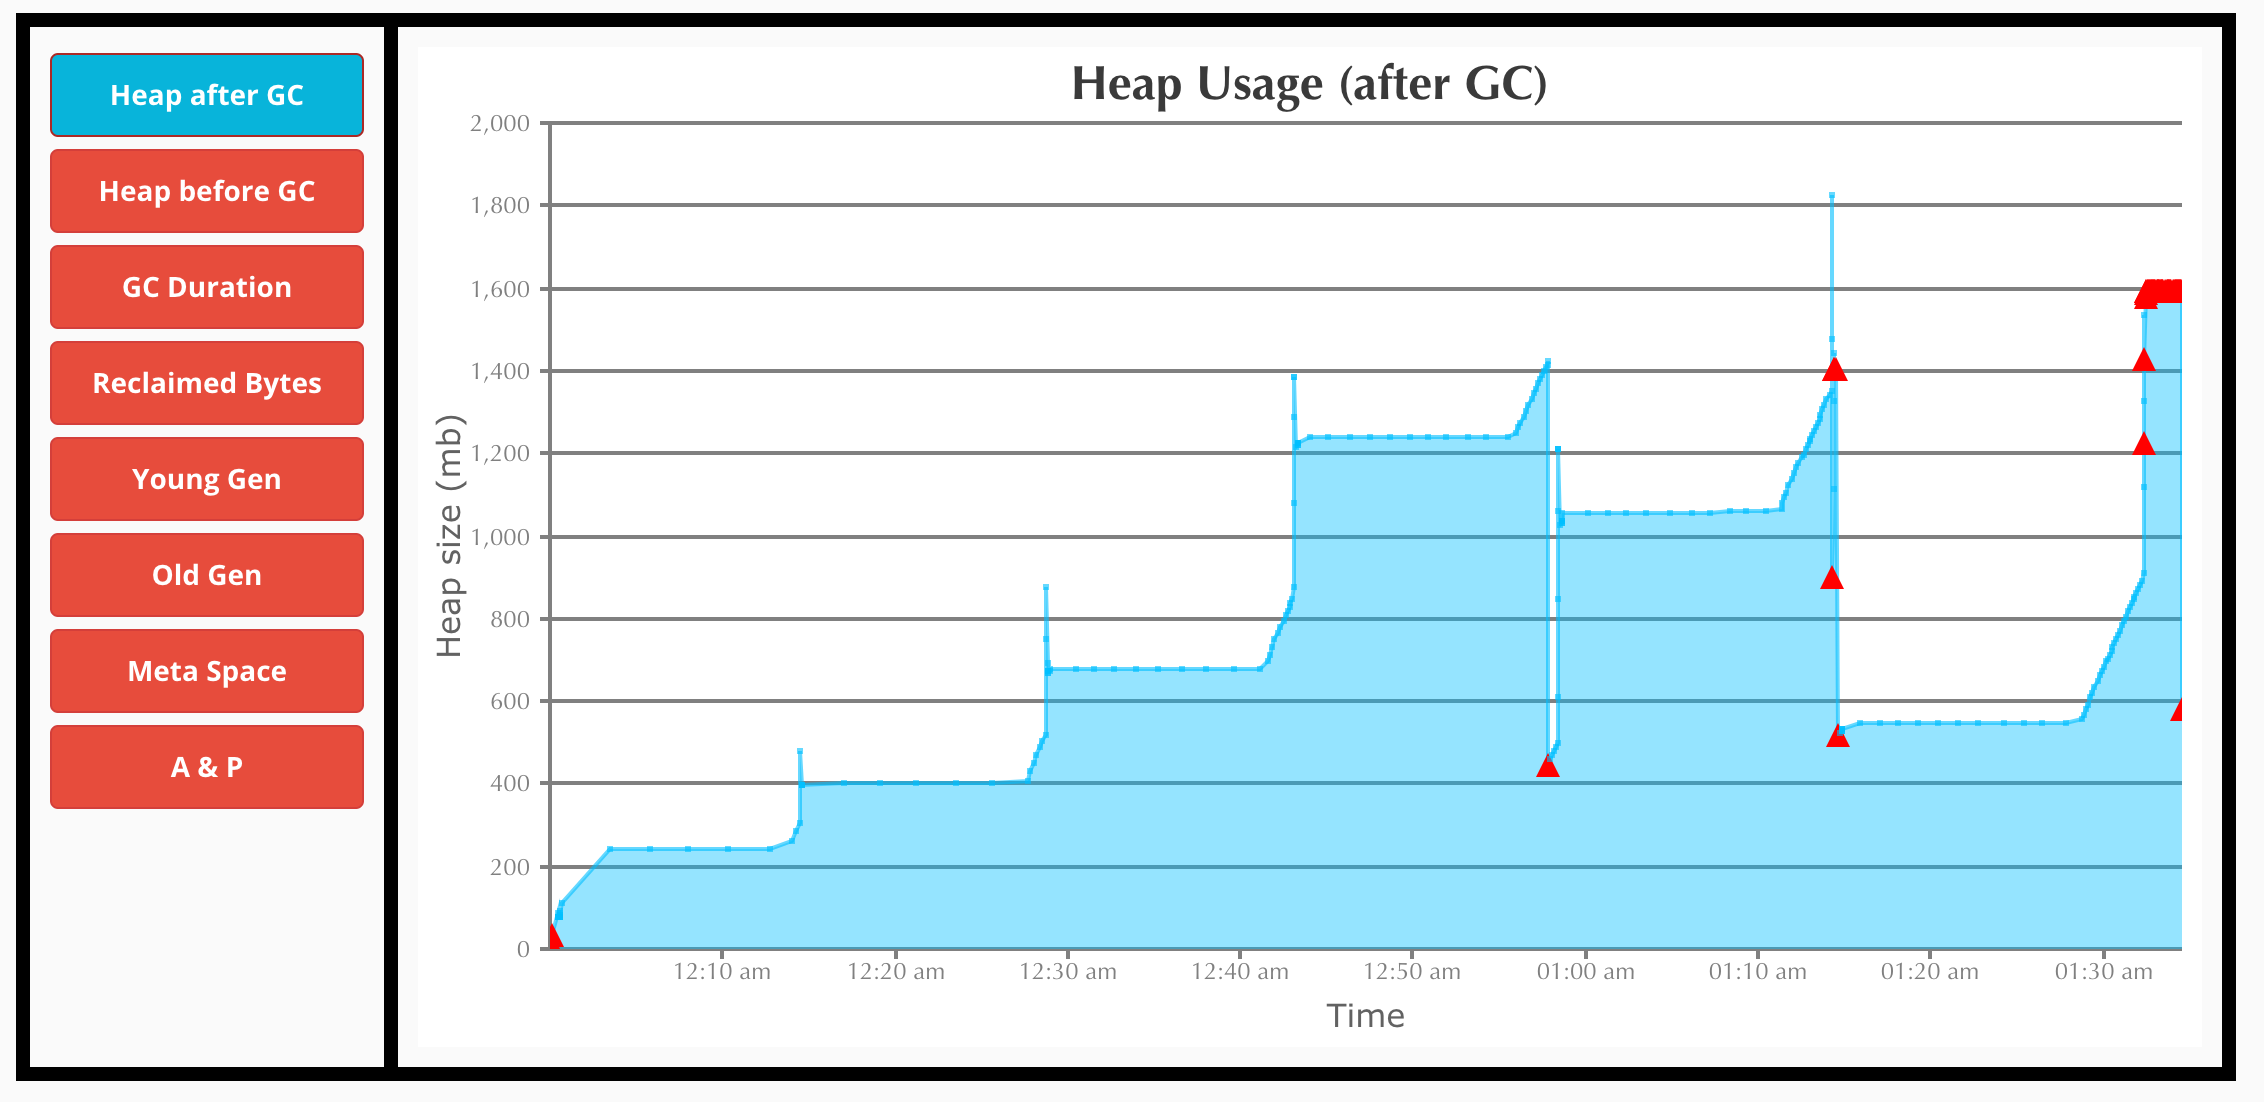 Heap after GC
Heap before GC
GC Duration
Reclaimed Bytes
Young Gen
Old Gen
Meta Space
A & P
Heap Usage (after GC)
Heap size (mb)
2,000
1,800
1,600
1,400
1,200
1,000
800
600
400
200
0
12:10 am 12:20 am 12:30 am 12:40 am 12:50 am 01:00 am 01:10 am 01:20 am 01:30 am
Time